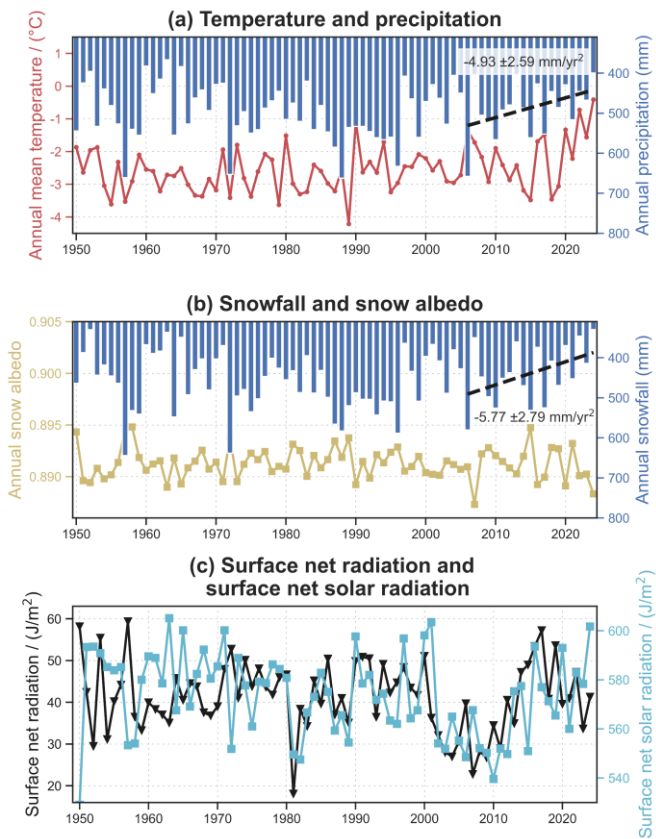 (a) Temperature and precipitation
Annual mean temperature / (°C)
1
0
-1
-2
-3
-4
-4.93 ±2.59 mm/yr²
400
500
600
700
800
Annual precipitation (mm)
1950 1960 1970 1980 1990 2000 2010 2020
(b) Snowfall and snow albedo
Annual snow albedo
0.905
0.900
0.895
0.890
-5.77 ±2.79 mm/yr²
400
500
600
700
800
Annual snowfall (mm)
1950 1960 1970 1980 1990 2000 2010 2020
(c) Surface net radiation and
surface net solar radiation
Surface net radiation / (J/m²)
60
50
40
30
20
600
580
560
540
Surface net solar radiation / (J/m²)
1950 1960 1970 1980 1990 2000 2010 2020